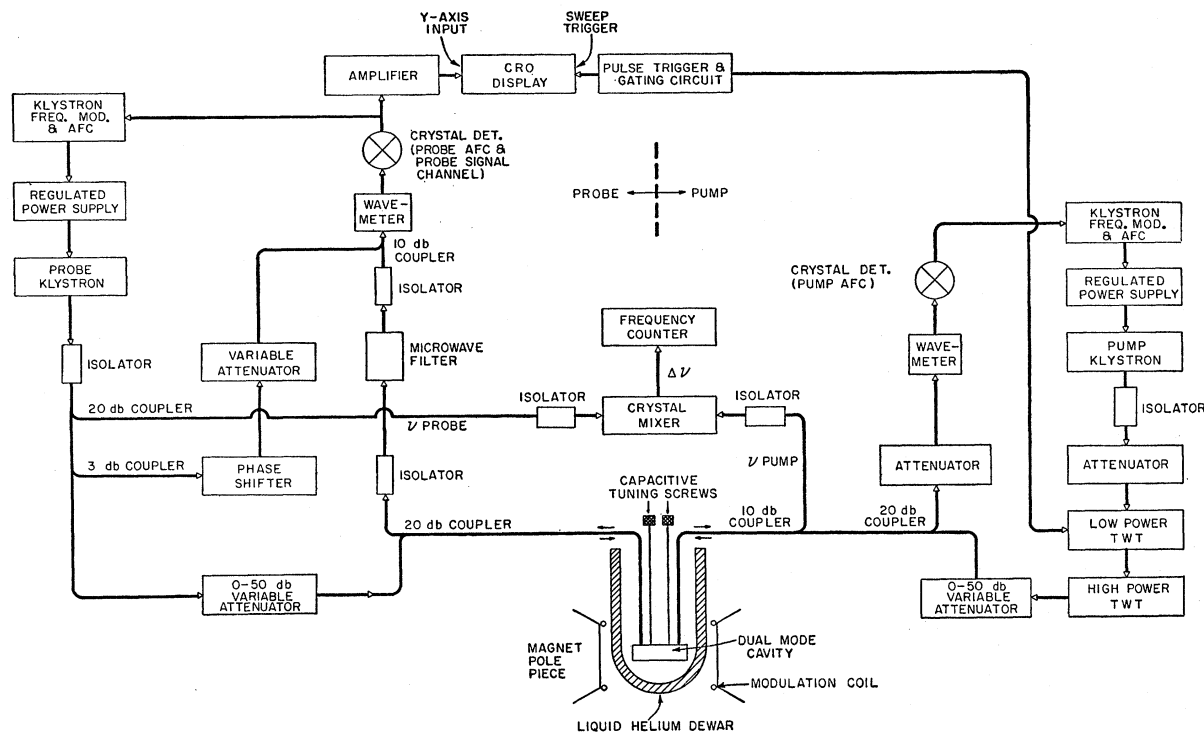 Y-AXIS
INPUT
SWEEP
TRIGGER
AMPLIFIER
CRO
DISPLAY
PULSE TRIGGER &
GATING CIRCUIT
KLYSTRON
FREQ. MOD.
& AFC
CRYSTAL DET.
(PROBE AFC &
PROBE SIGNAL
CHANNEL)
REGULATED
POWER SUPPLY
WAVE-
METER
PROBE
PUMP
KLYSTRON
FREQ. MOD.
& AFC
10 db
COUPLER
PROBE
KLYSTRON
ISOLATOR
CRYSTAL DET.
(PUMP AFC)
REGULATED
POWER SUPPLY
FREQUENCY
COUNTER
ISOLATOR
VARIABLE
ATTENUATOR
MICROWAVE
FILTER
WAVE-
METER
PUMP
KLYSTRON
Δν
20 db COUPLER
ISOLATOR
CRYSTAL
MIXER
ISOLATOR
ISOLATOR
ν PROBE
3 db COUPLER
PHASE
SHIFTER
ISOLATOR
ν PUMP
ATTENUATOR
ATTENUATOR
CAPACITIVE
TUNING SCREWS
20 db COUPLER
10 db
COUPLER
20 db
COUPLER
LOW POWER
TWT
0-50 db
VARIABLE
ATTENUATOR
0-50 db
VARIABLE
ATTENUATOR
HIGH POWER
TWT
MAGNET
POLE
PIECE
DUAL MODE
CAVITY
MODULATION COIL
LIQUID HELIUM DEWAR